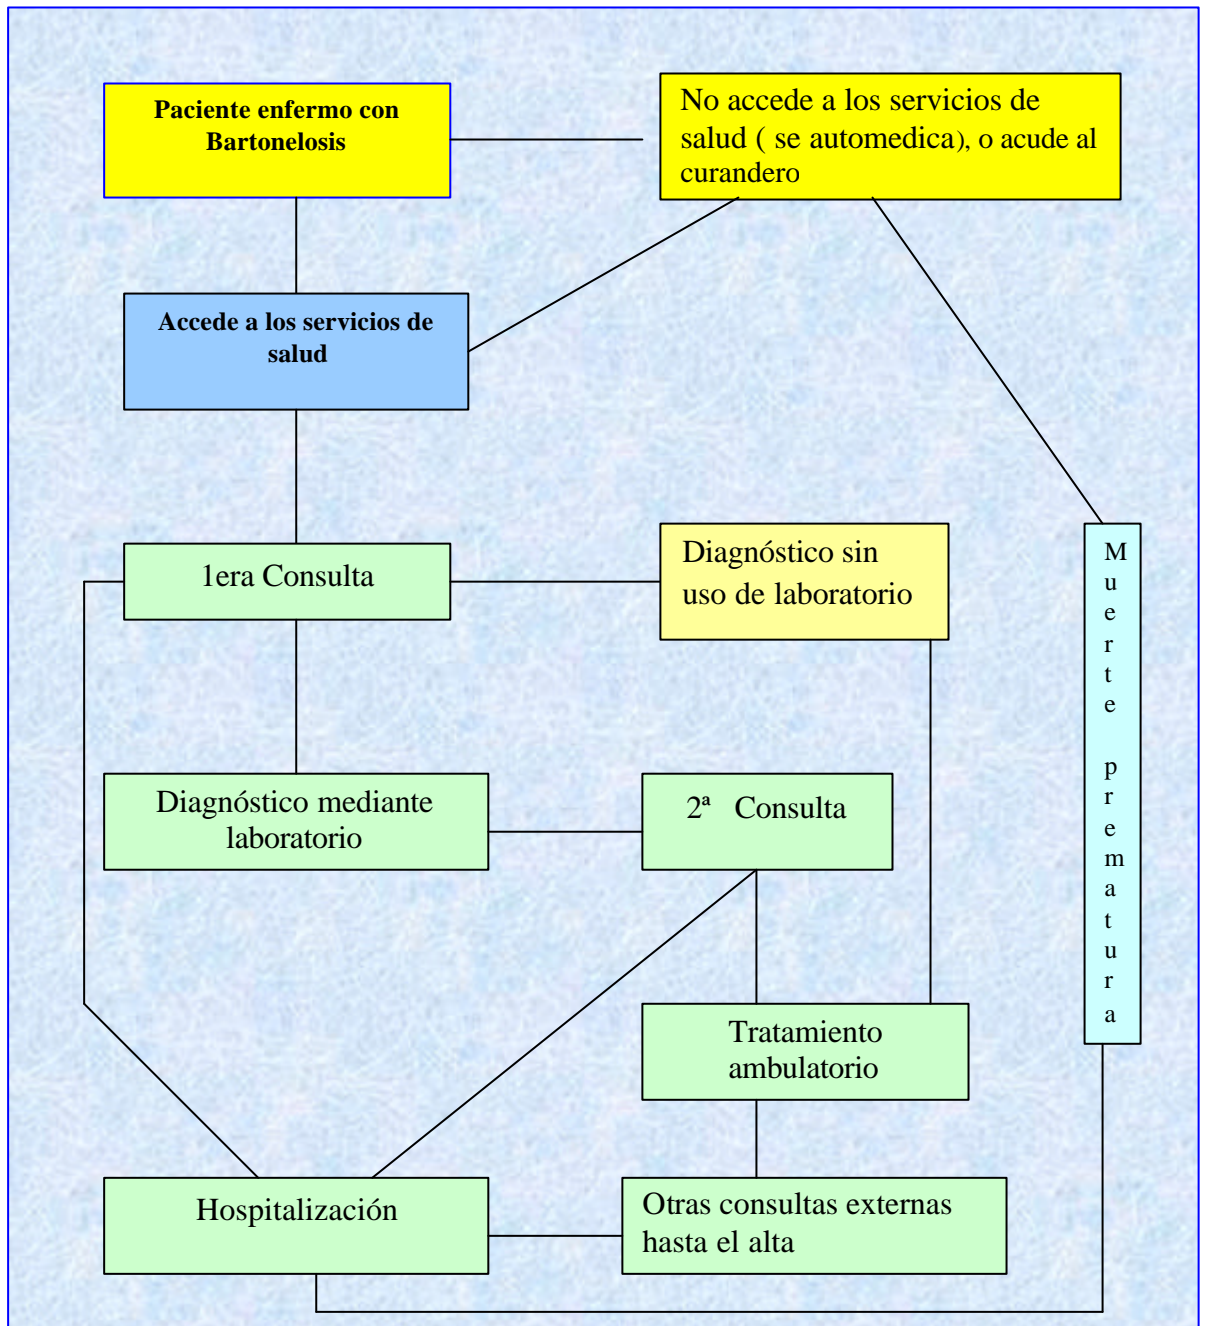 Paciente enfermo con
Bartonelosis
No accede a los servicios de
salud ( se automedica), o acude al
curandero
Accede a los servicios de
salud
1era Consulta
Diagnóstico sin
uso de laboratorio
Muerte prematura
Diagnóstico mediante
laboratorio
2ª Consulta
Tratamiento
ambulatorio
Hospitalización
Otras consultas externas
hasta el alta